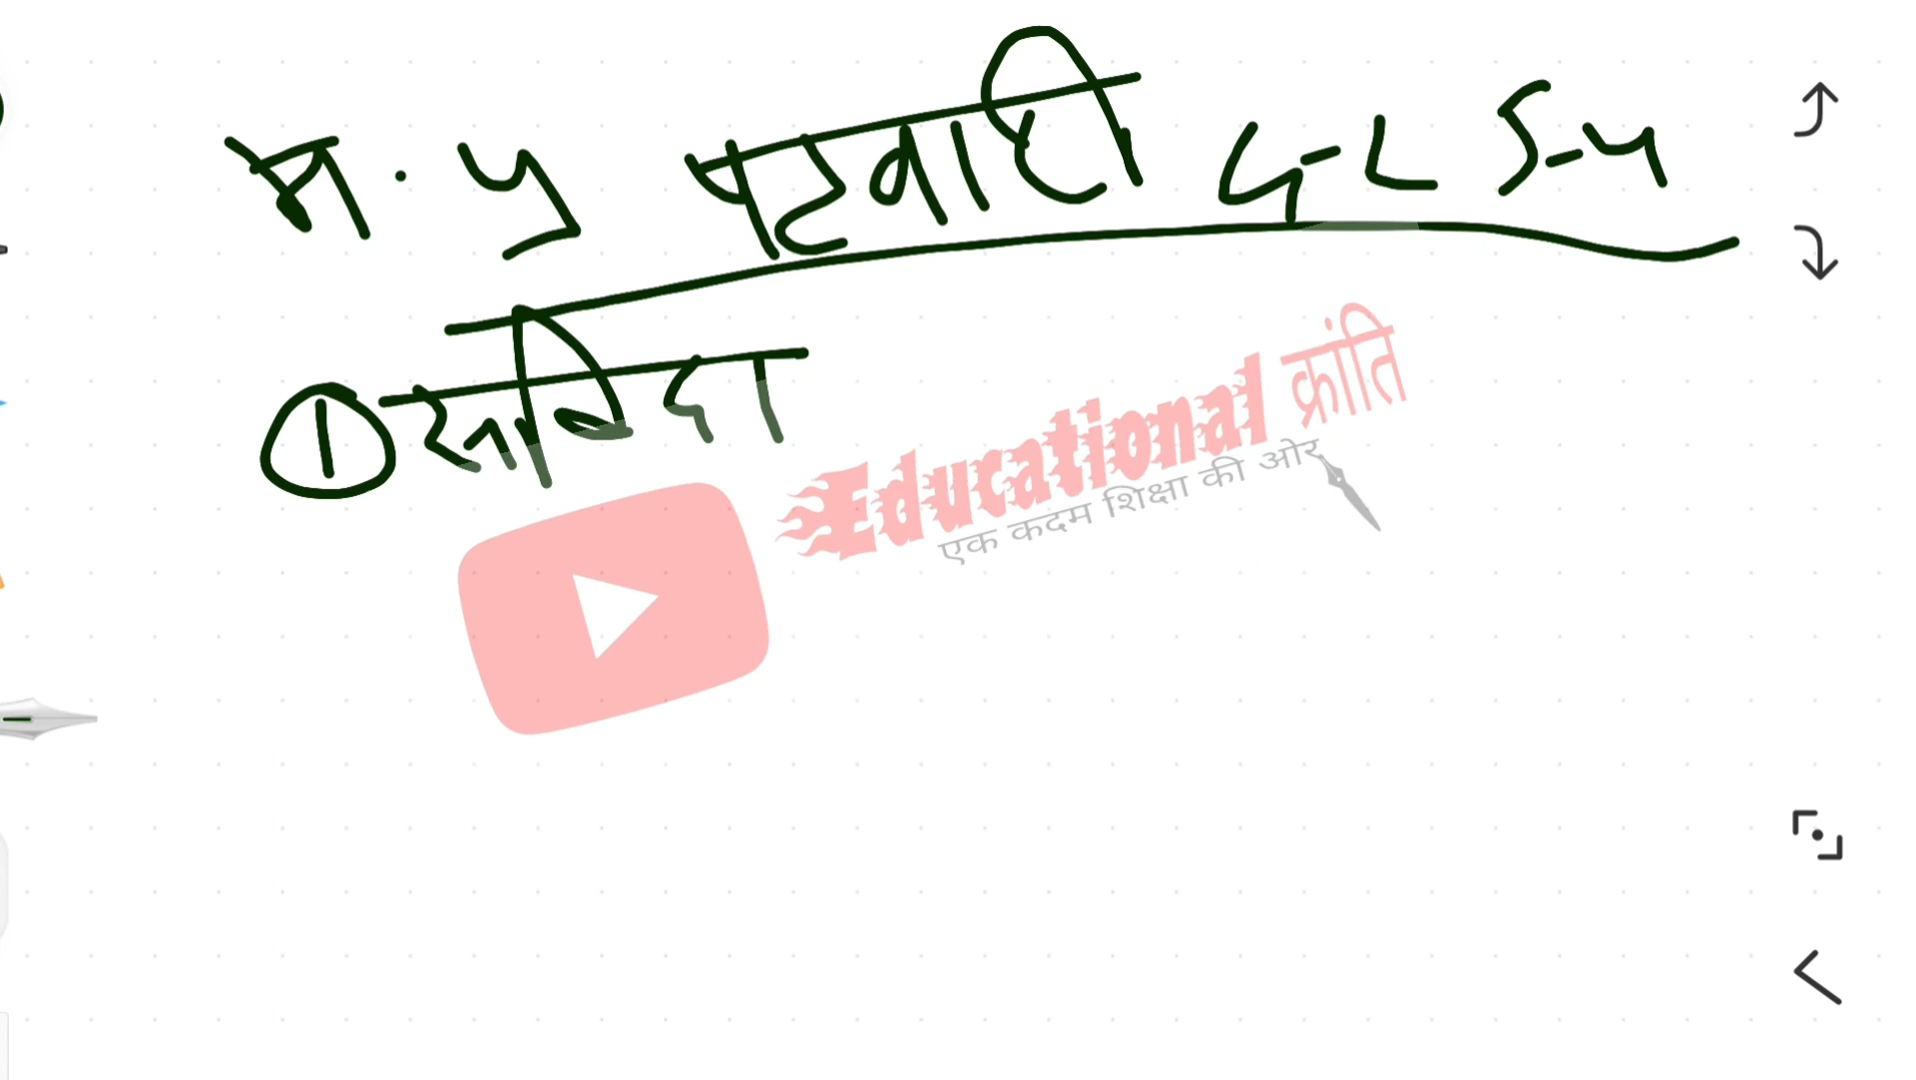 म.प्र पटवारी G-L S-4
① संविदा
Educational क्रांति
एक कदम शिक्षा की ओर